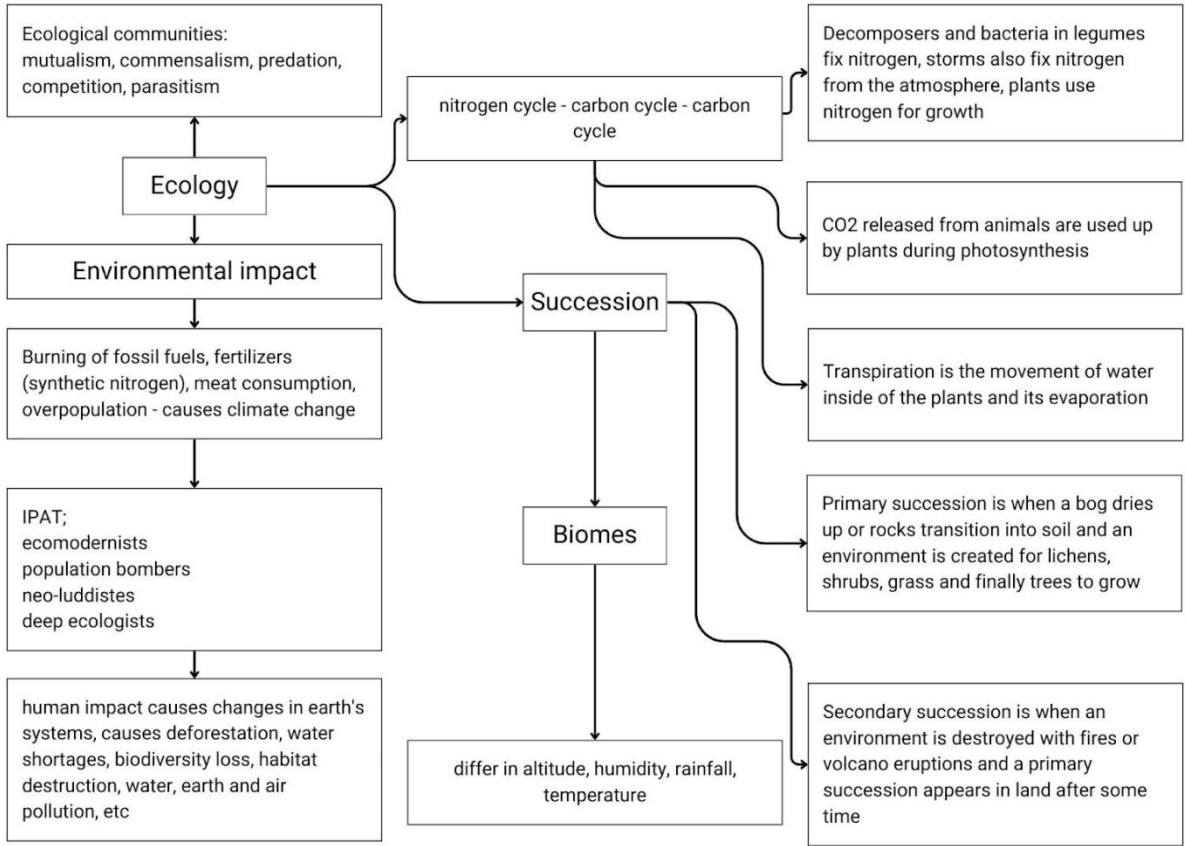 Ecological communities:
mutualism, commensalism, predation,
competition, parasitism
Ecology
Environmental impact
Burning of fossil fuels, fertilizers
(synthetic nitrogen), meat consumption,
overpopulation - causes climate change
IPAT;
ecomodernists
population bombers
neo-luddistes
deep ecologists
human impact causes changes in earth's
systems, causes deforestation, water
shortages, biodiversity loss, habitat
destruction, water, earth and air
pollution, etc
nitrogen cycle - carbon cycle - carbon
cycle
Succession
Biomes
differ in altitude, humidity, rainfall,
temperature
Decomposers and bacteria in legumes
fix nitrogen, storms also fix nitrogen
from the atmosphere, plants use
nitrogen for growth
CO2 released from animals are used up
by plants during photosynthesis
Transpiration is the movement of water
inside of the plants and its evaporation
Primary succession is when a bog dries
up or rocks transition into soil and an
environment is created for lichens,
shrubs, grass and finally trees to grow
Secondary succession is when an
environment is destroyed with fires or
volcano eruptions and a primary
succession appears in land after some
time